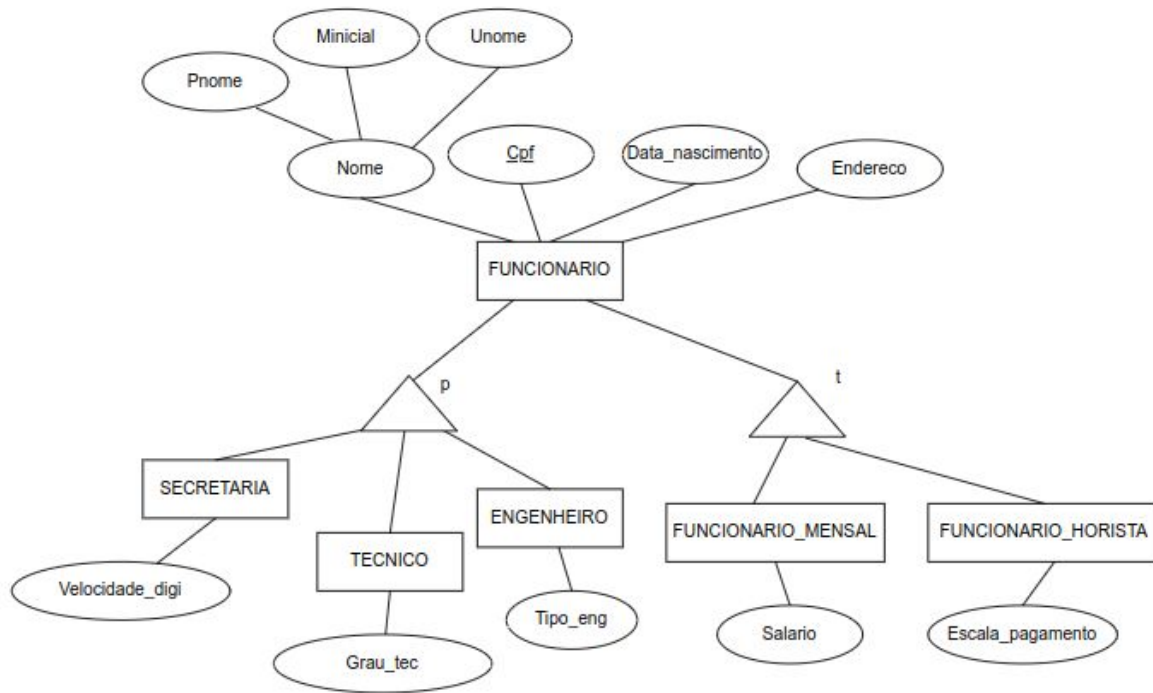 Minicial
Unome
Pnome
Nome
Cpf
Data_nascimento
Endereco
FUNCIONARIO
p
t
SECRETARIA
TECNICO
ENGENHEIRO
FUNCIONARIO_MENSAL
FUNCIONARIO_HORISTA
Velocidade_digi
Grau_tec
Tipo_eng
Salario
Escala_pagamento